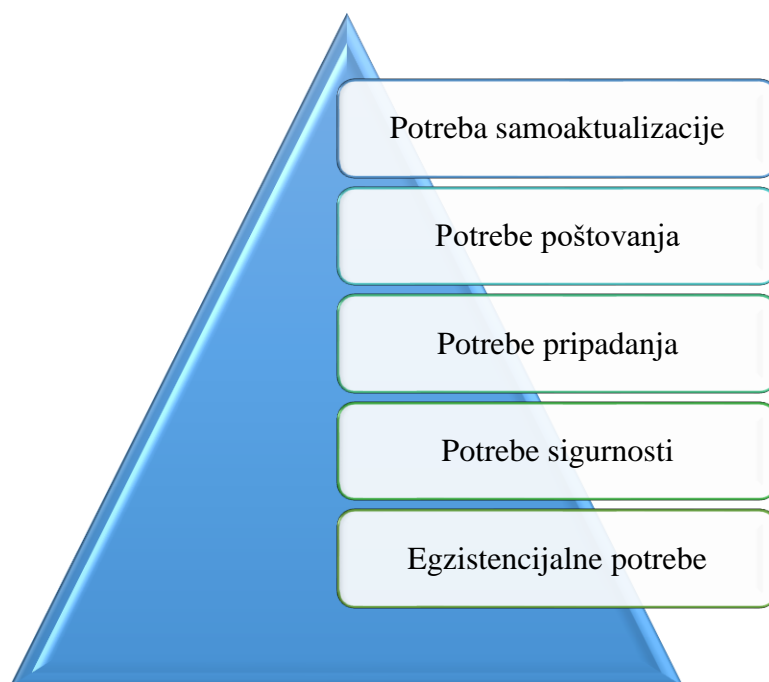 Potreba samoaktualizacije
Potrebe poštovanja
Potrebe pripadanja
Potrebe sigurnosti
Egzistencijalne potrebe